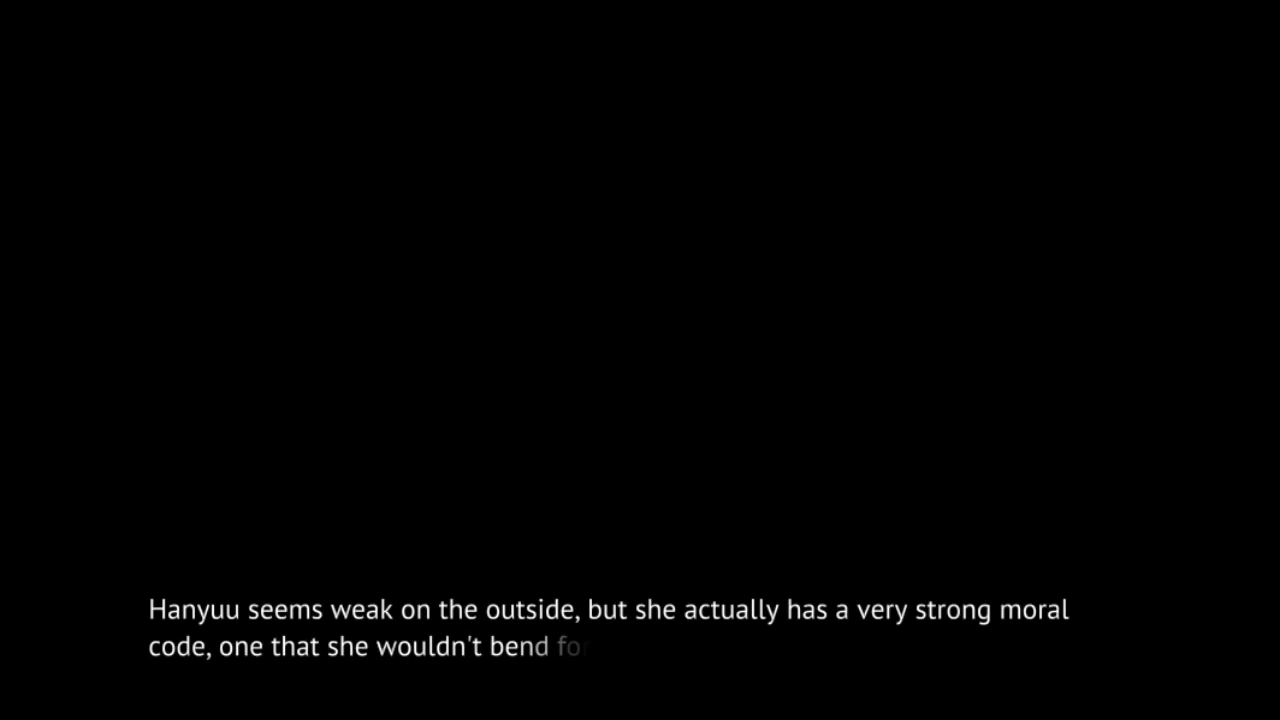 Hanyuu seems weak on the outside, but she actually has a very strong moral
code, one that she wouldn't bend for